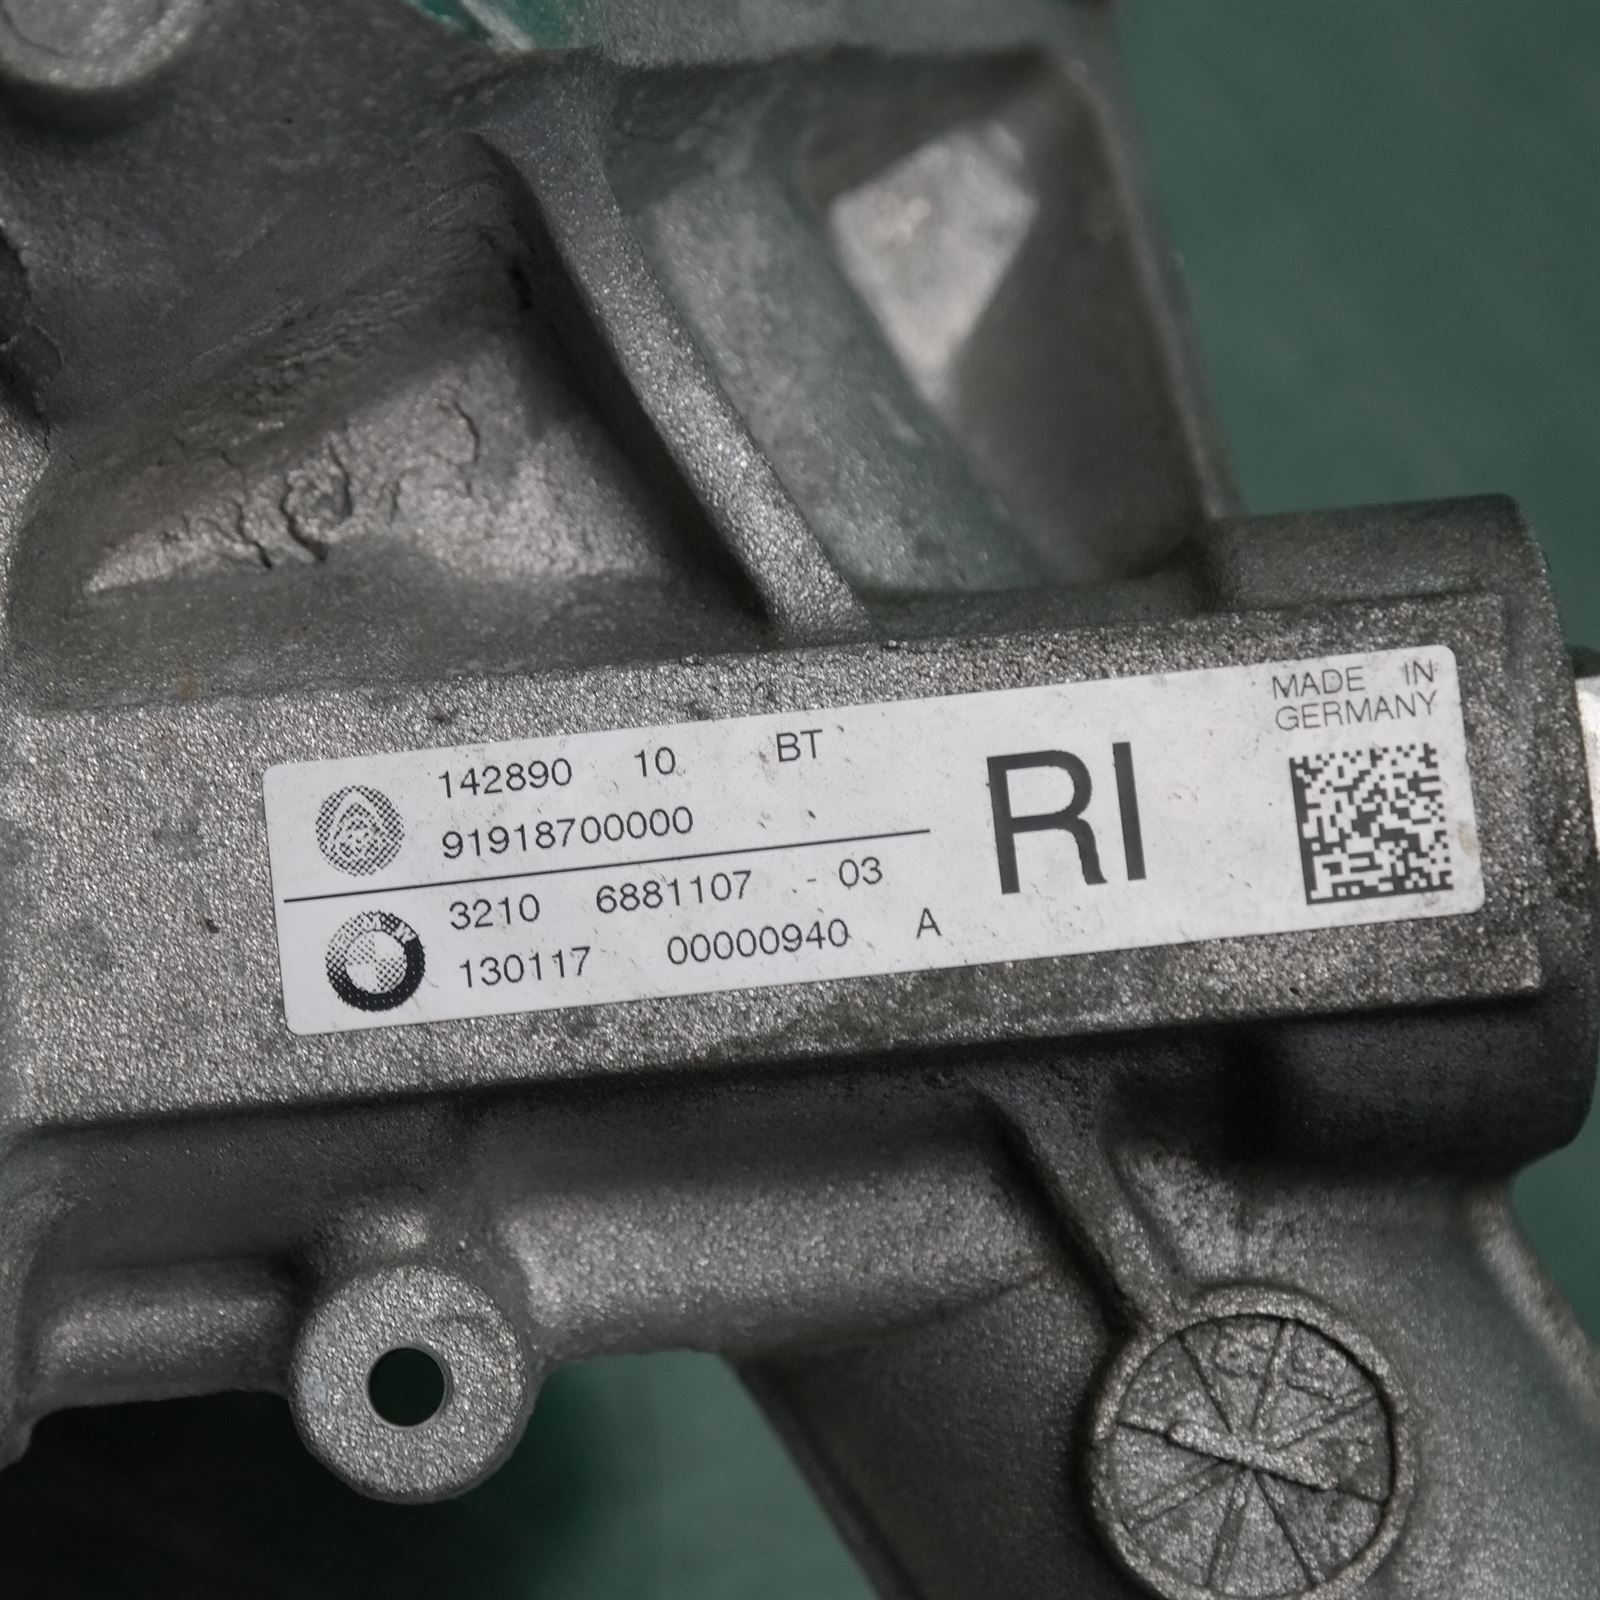 142890 10 BT
91918700000
3210 6881107 - 03
130117 00000940 A
RI
MADE IN
GERMANY